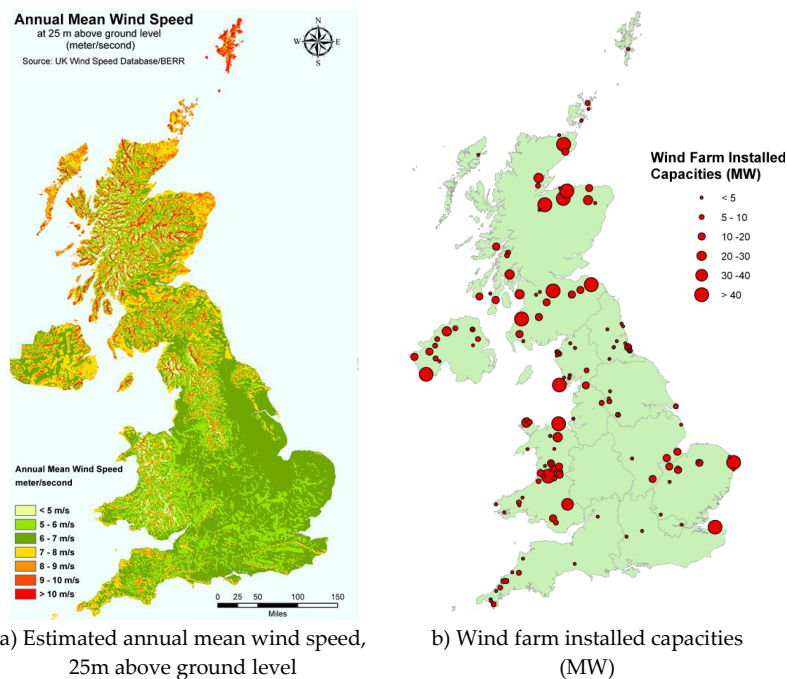 Annual Mean Wind Speed
at 25 m above ground level
(meter/second)
Source: UK Wind Speed Database/BERR
N
W E
S
Annual Mean Wind Speed
meter/second
< 5 m/s
5 - 6 m/s
6 - 7 m/s
7 - 8 m/s
8 - 9 m/s
9 - 10 m/s
> 10 m/s
0 25 50 100 150
Miles
Wind Farm Installed
Capacities (MW)
< 5
5 - 10
10 -20
20 -30
30 -40
> 40
a) Estimated annual mean wind speed,
25m above ground level
b) Wind farm installed capacities
(MW)